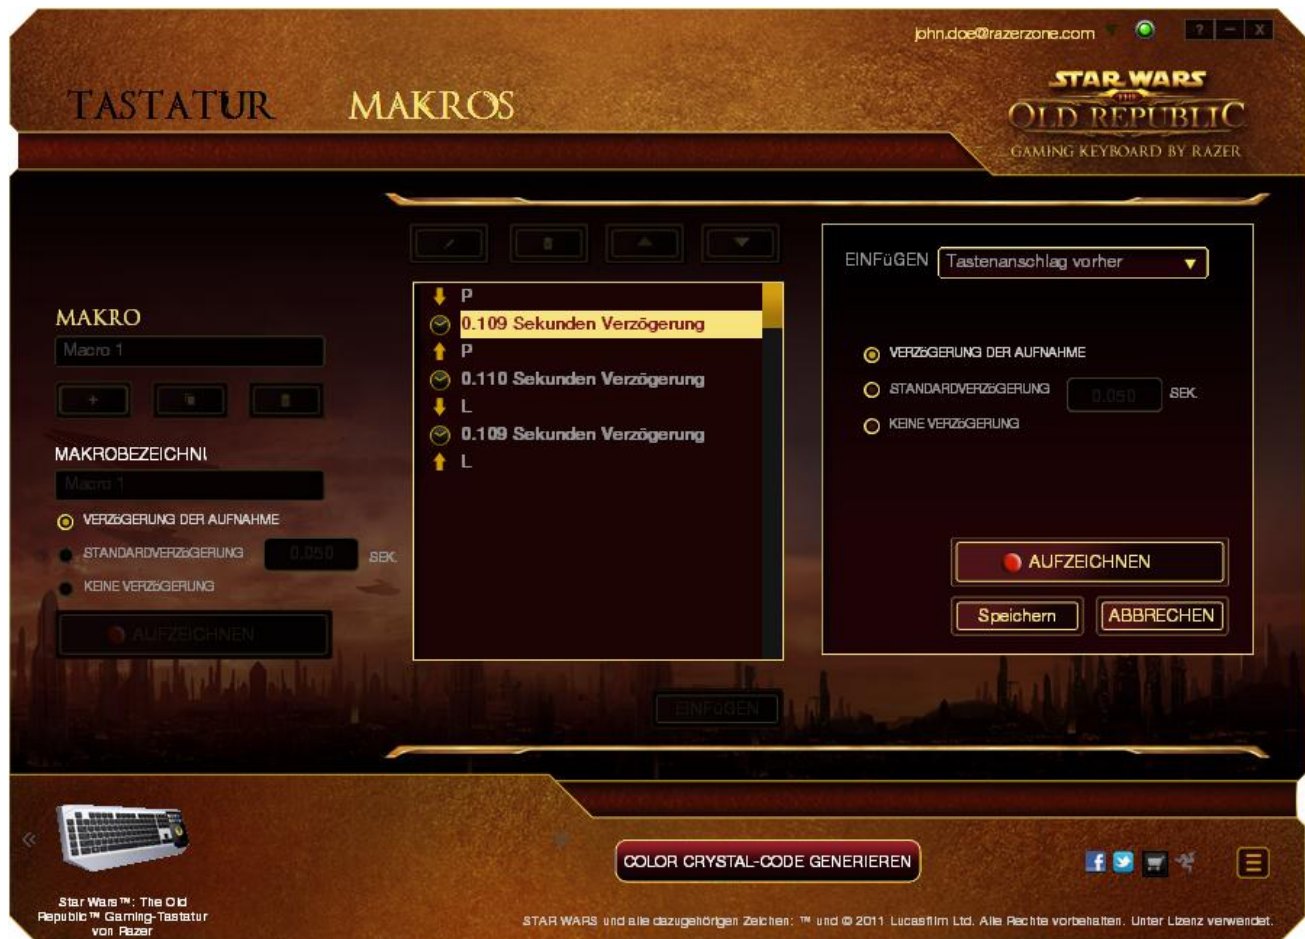 john.doe@razerzone.com
? – X
TASTATUR MAKROS
STAR WARS
THE
OLD REPUBLIC
GAMING KEYBOARD BY RAZER
MAKRO
Macro 1
MAKROBEZEICHNU
Macro 1
VERZöGERUNG DER AUFNAHME
STANDARDVERZöGERUNG 0.050 SEK.
KEINE VERZöGERUNG
AUFZEICHNEN
P
0.109 Sekunden Verzögerung
P
0.110 Sekunden Verzögerung
L
0.109 Sekunden Verzögerung
L
EINFüGEN
EINFüGEN Tastenanschlag vorher
VERZöGERUNG DER AUFNAHME
STANDARDVERZöGERUNG 0.050 SEK.
KEINE VERZöGERUNG
AUFZEICHNEN
Speichern ABBRECHEN
Star Wars™: The Old
Republic™ Gaming-Tastatur
von Razer
COLOR CRYSTAL-CODE GENERIEREN
STAR WARS und alle dazugehörigen Zeichen: ™ und © 2011 Lucasfilm Ltd. Alle Rechte vorbehalten. Unter Lizenz verwendet.